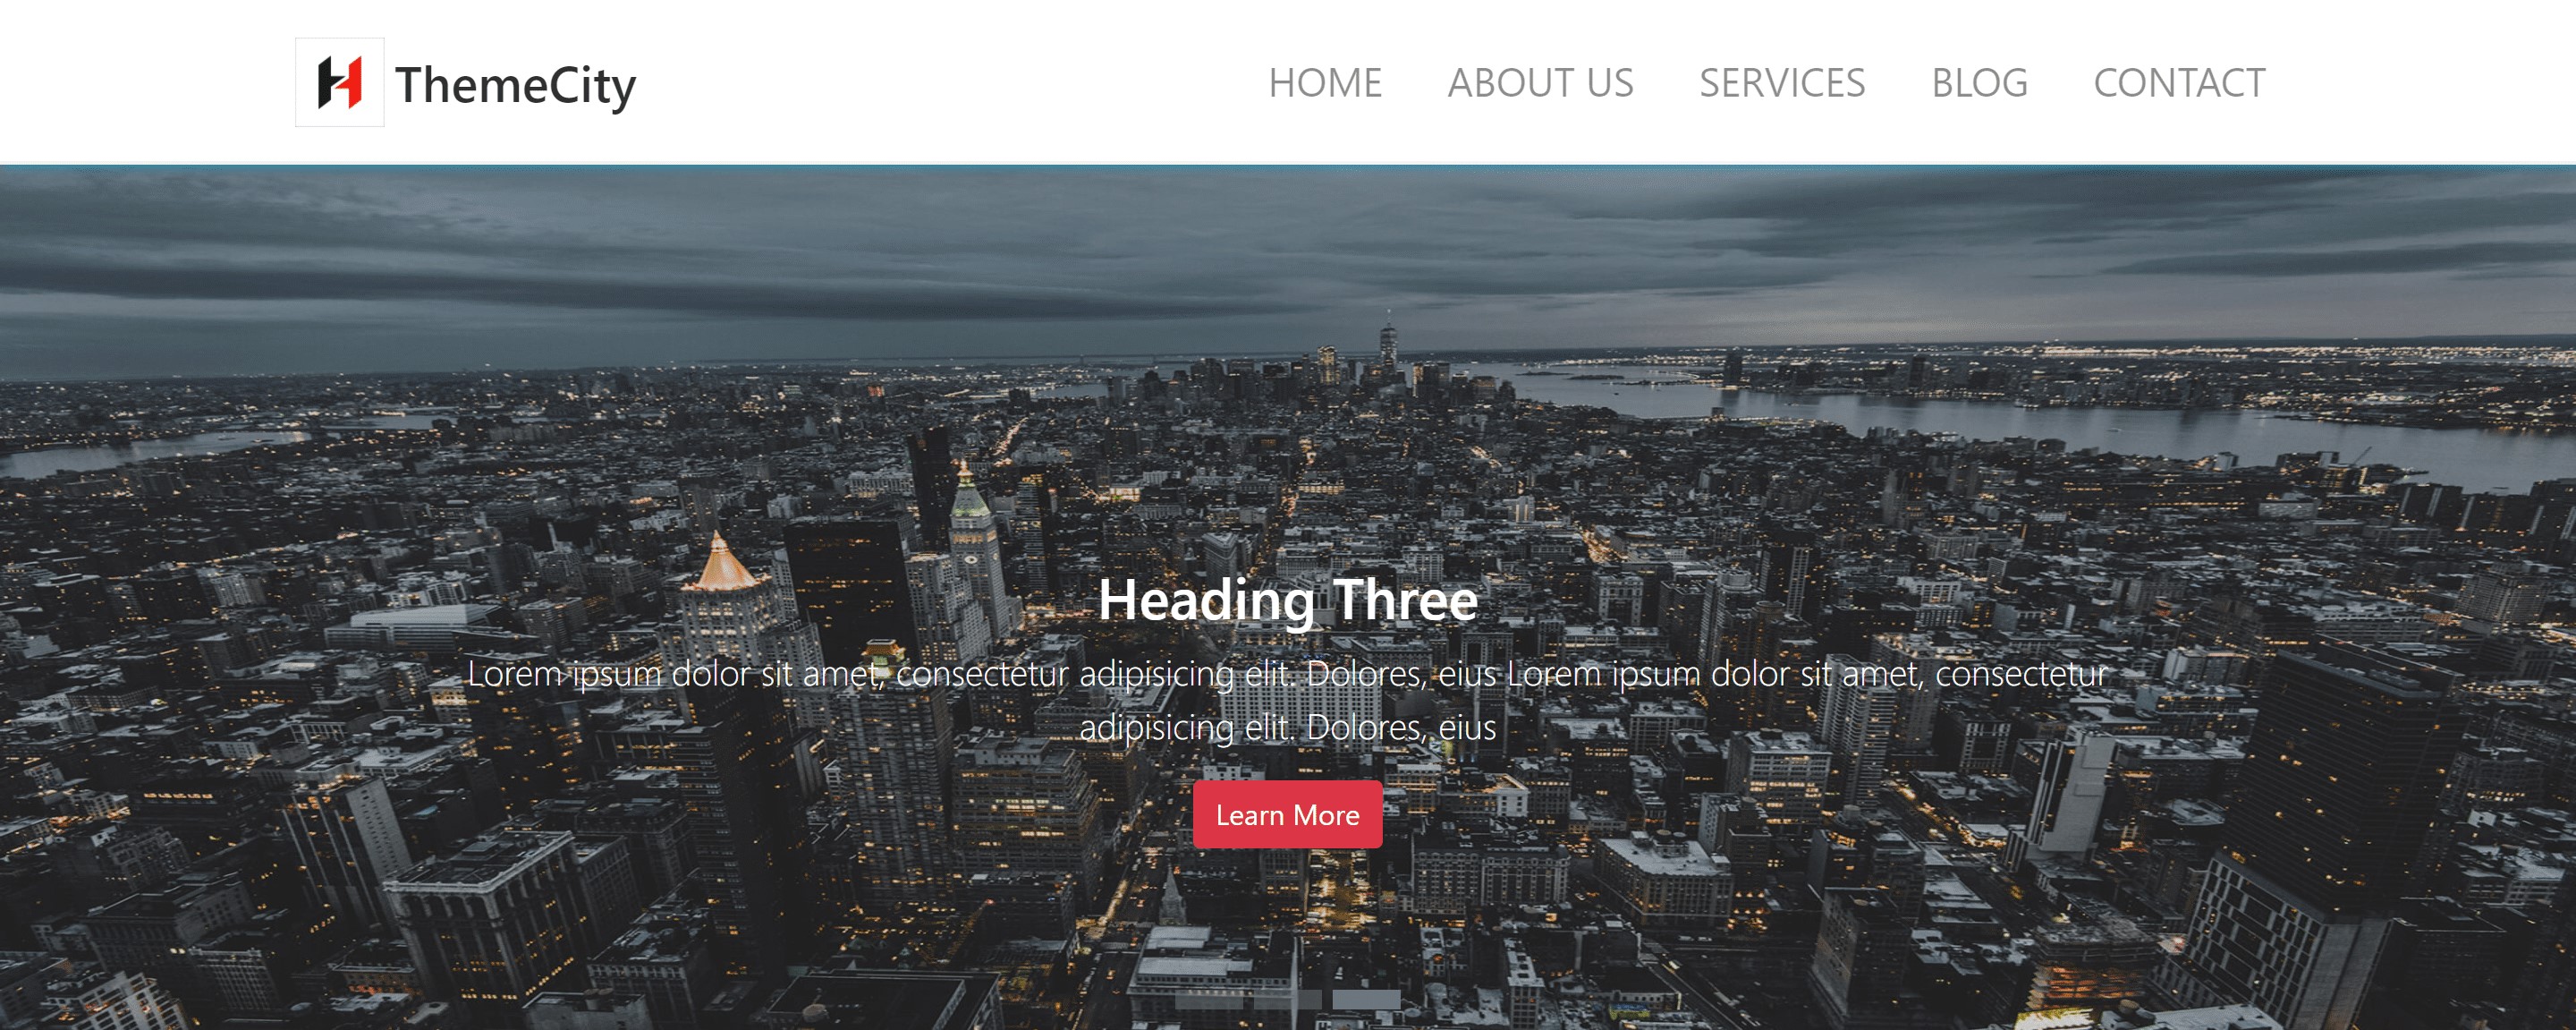 ThemeCity
HOME ABOUT US SERVICES BLOG CONTACT
Heading Three
Lorem ipsum dolor sit amet, consectetur adipisicing elit. Dolores, eius Lorem ipsum dolor sit amet, consectetur
adipisicing elit. Dolores, eius
Learn More